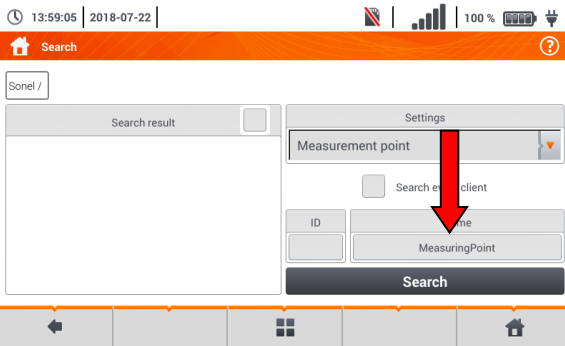 13:59:05 2018-07-22 100 %
Search
Sonel /
Search result
Settings
Measurement point
Search client
ID
MeasuringPoint
Search